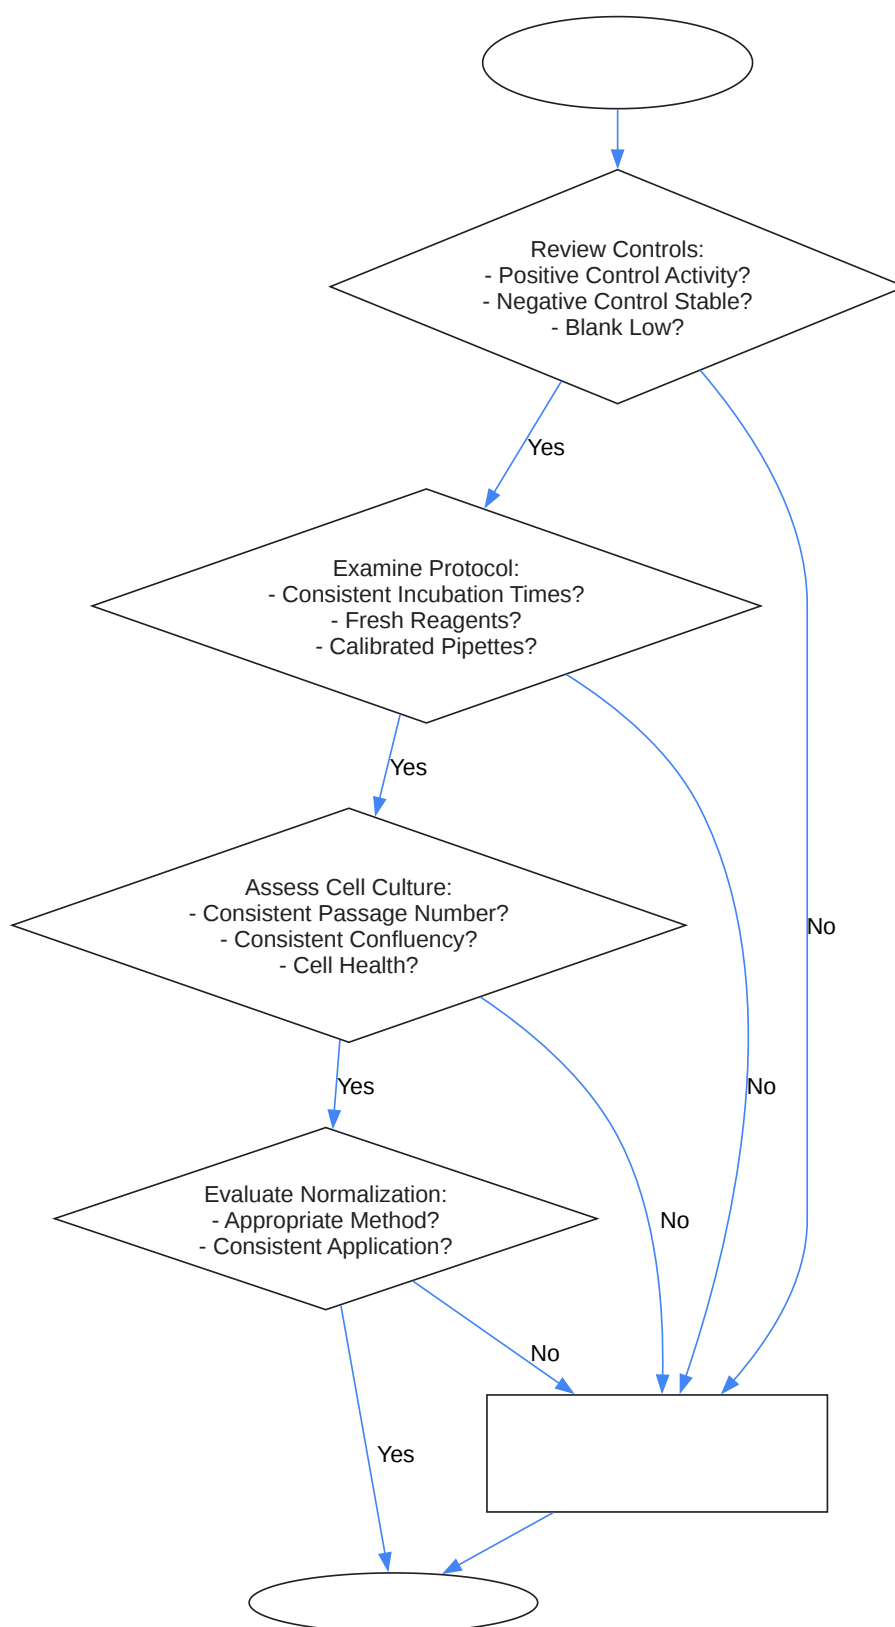 Review Controls:
- Positive Control Activity?
- Negative Control Stable?
- Blank Low?
Yes
Examine Protocol:
- Consistent Incubation Times?
- Fresh Reagents?
- Calibrated Pipettes?
Yes
Assess Cell Culture:
- Consistent Passage Number?
- Consistent Confluency?
- Cell Health?
No
Yes
No
Evaluate Normalization:
- Appropriate Method?
- Consistent Application?
No
No
Yes